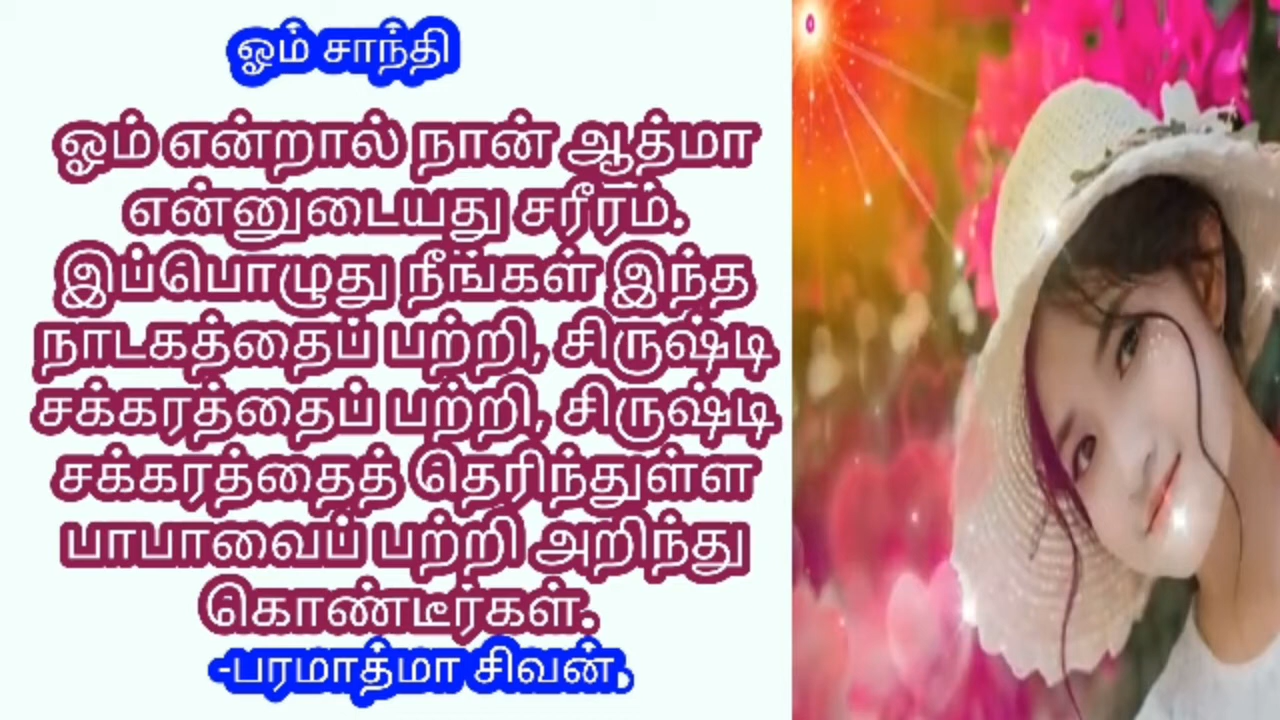 ஓம் சாந்தி
ஓம் என்றால் நான் ஆத்மா
என்னுடையது சரீரம்.
இப்பொழுது நீங்கள் இந்த
நாடகத்தைப் பற்றி, சிருஷ்டி
சக்கரத்தைப் பற்றி, சிருஷ்டி
சக்கரத்தைத் தெரிந்துள்ள
பாபாவைப் பற்றி அறிந்து
கொண்டீர்கள்.
-பரமாத்மா சிவன்.